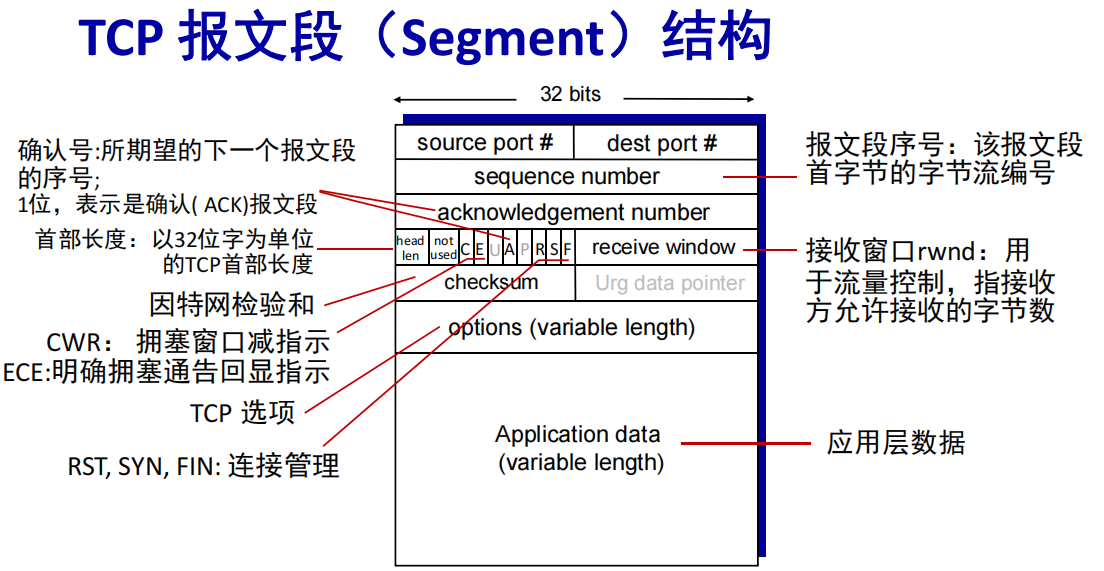 TCP 报文段（Segment）结构
32 bits
source port #
dest port #
sequence number
acknowledgement number
head
len
not
used
C
E
U
A
P
R
S
F
receive window
checksum
Urg data pointer
options (variable length)
Application data
(variable length)
确认号:所期望的下一个报文段
的序号;
1位，表示是确认( ACK)报文段
首部长度：以32位字为单位
的TCP首部长度
因特网检验和
CWR： 拥塞窗口减指示
ECE:明确拥塞通告回显指示
TCP 选项
RST, SYN, FIN: 连接管理
报文段序号：该报文段
首字节的字节流编号
接收窗口rwnd：用
于流量控制，指接收
方允许接收的字节数
应用层数据